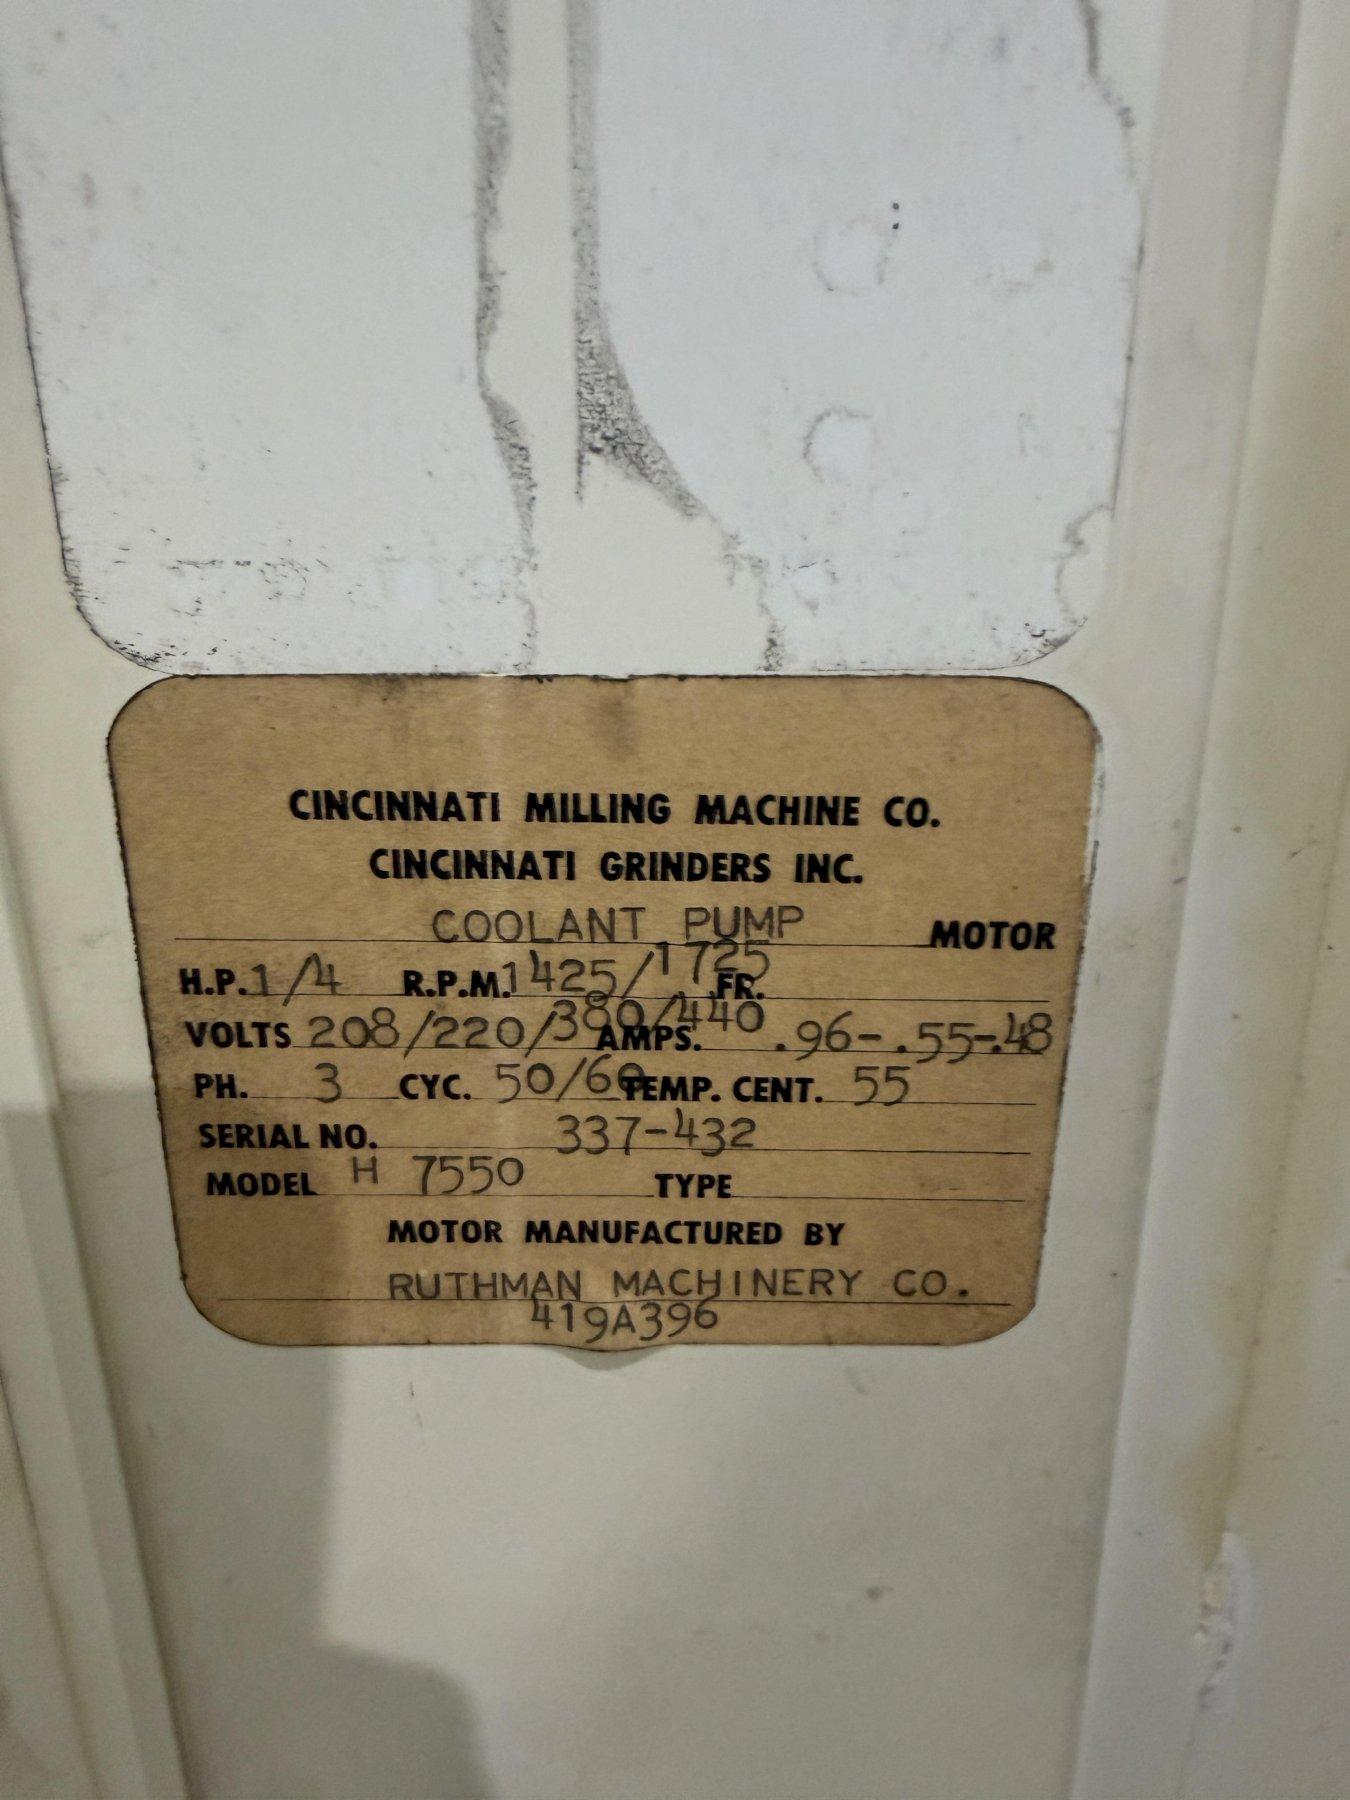 CINCINNATI MILLING MACHINE CO.
CINCINNATI GRINDERS INC.
COOLANT PUMP MOTOR
H.P. 1/4 R.P.M. 1425/1725 FR.
VOLTS 208/220/380/440 AMPS. .96-.55-.48
PH. 3 CYC. 50/60 TEMP. CENT. 55
SERIAL NO. 337-432
MODEL H 7550 TYPE
MOTOR MANUFACTURED BY
RUTHMAN MACHINERY CO.
419A396